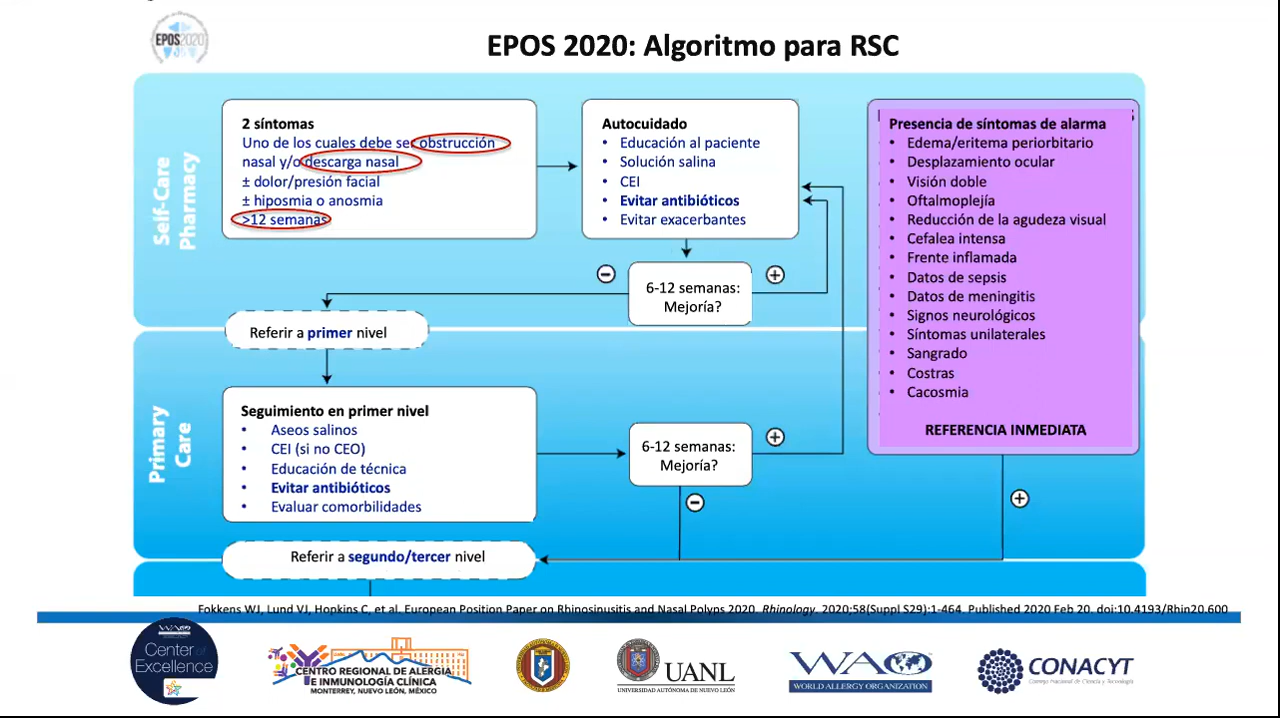 EPOS2020
EPOS 2020: Algoritmo para RSC
Self-Care
Pharmacy
2 síntomas
Uno de los cuales debe ser obstrucción
nasal y/o descarga nasal
± dolor/presión facial
± hiposmia o anosmia
>12 semanas
Autocuidado
• Educación al paciente
• Solución salina
• CEI
• Evitar antibióticos
• Evitar exacerbantes
Presencia de síntomas de alarma
• Edema/eritema periorbitario
• Desplazamiento ocular
• Visión doble
• Oftalmoplejía
• Reducción de la agudeza visual
• Cefalea intensa
• Frente inflamada
• Datos de sepsis
• Datos de meningitis
• Signos neurológicos
• Síntomas unilaterales
• Sangrado
• Costras
• Cacosmia
REFERENCIA INMEDIATA
6-12 semanas:
Mejoría?
Referir a primer nivel
Primary
Care
Seguimiento en primer nivel
• Aseos salinos
• CEI (si no CEO)
• Educación de técnica
• Evitar antibióticos
• Evaluar comorbilidades
6-12 semanas:
Mejoría?
Referir a segundo/tercer nivel
Fokkens WJ, Lund VJ, Hopkins C, et al. European Position Paper on Rhinosinusitis and Nasal Polyps 2020. Rhinology. 2020;58(Suppl S29):1-464. Published 2020 Feb 20. doi:10.4193/Rhin20.600
WAO
Center of
Excellence
CENTRO REGIONAL DE ALERGIA
E INMUNOLOGÍA CLÍNICA
MONTERREY, NUEVO LEÓN, MÉXICO
UANL
UNIVERSIDAD AUTÓNOMA DE NUEVO LEÓN
WAO
WORLD ALLERGY ORGANIZATION
CONACYT
Consejo Nacional de Ciencia y Tecnología